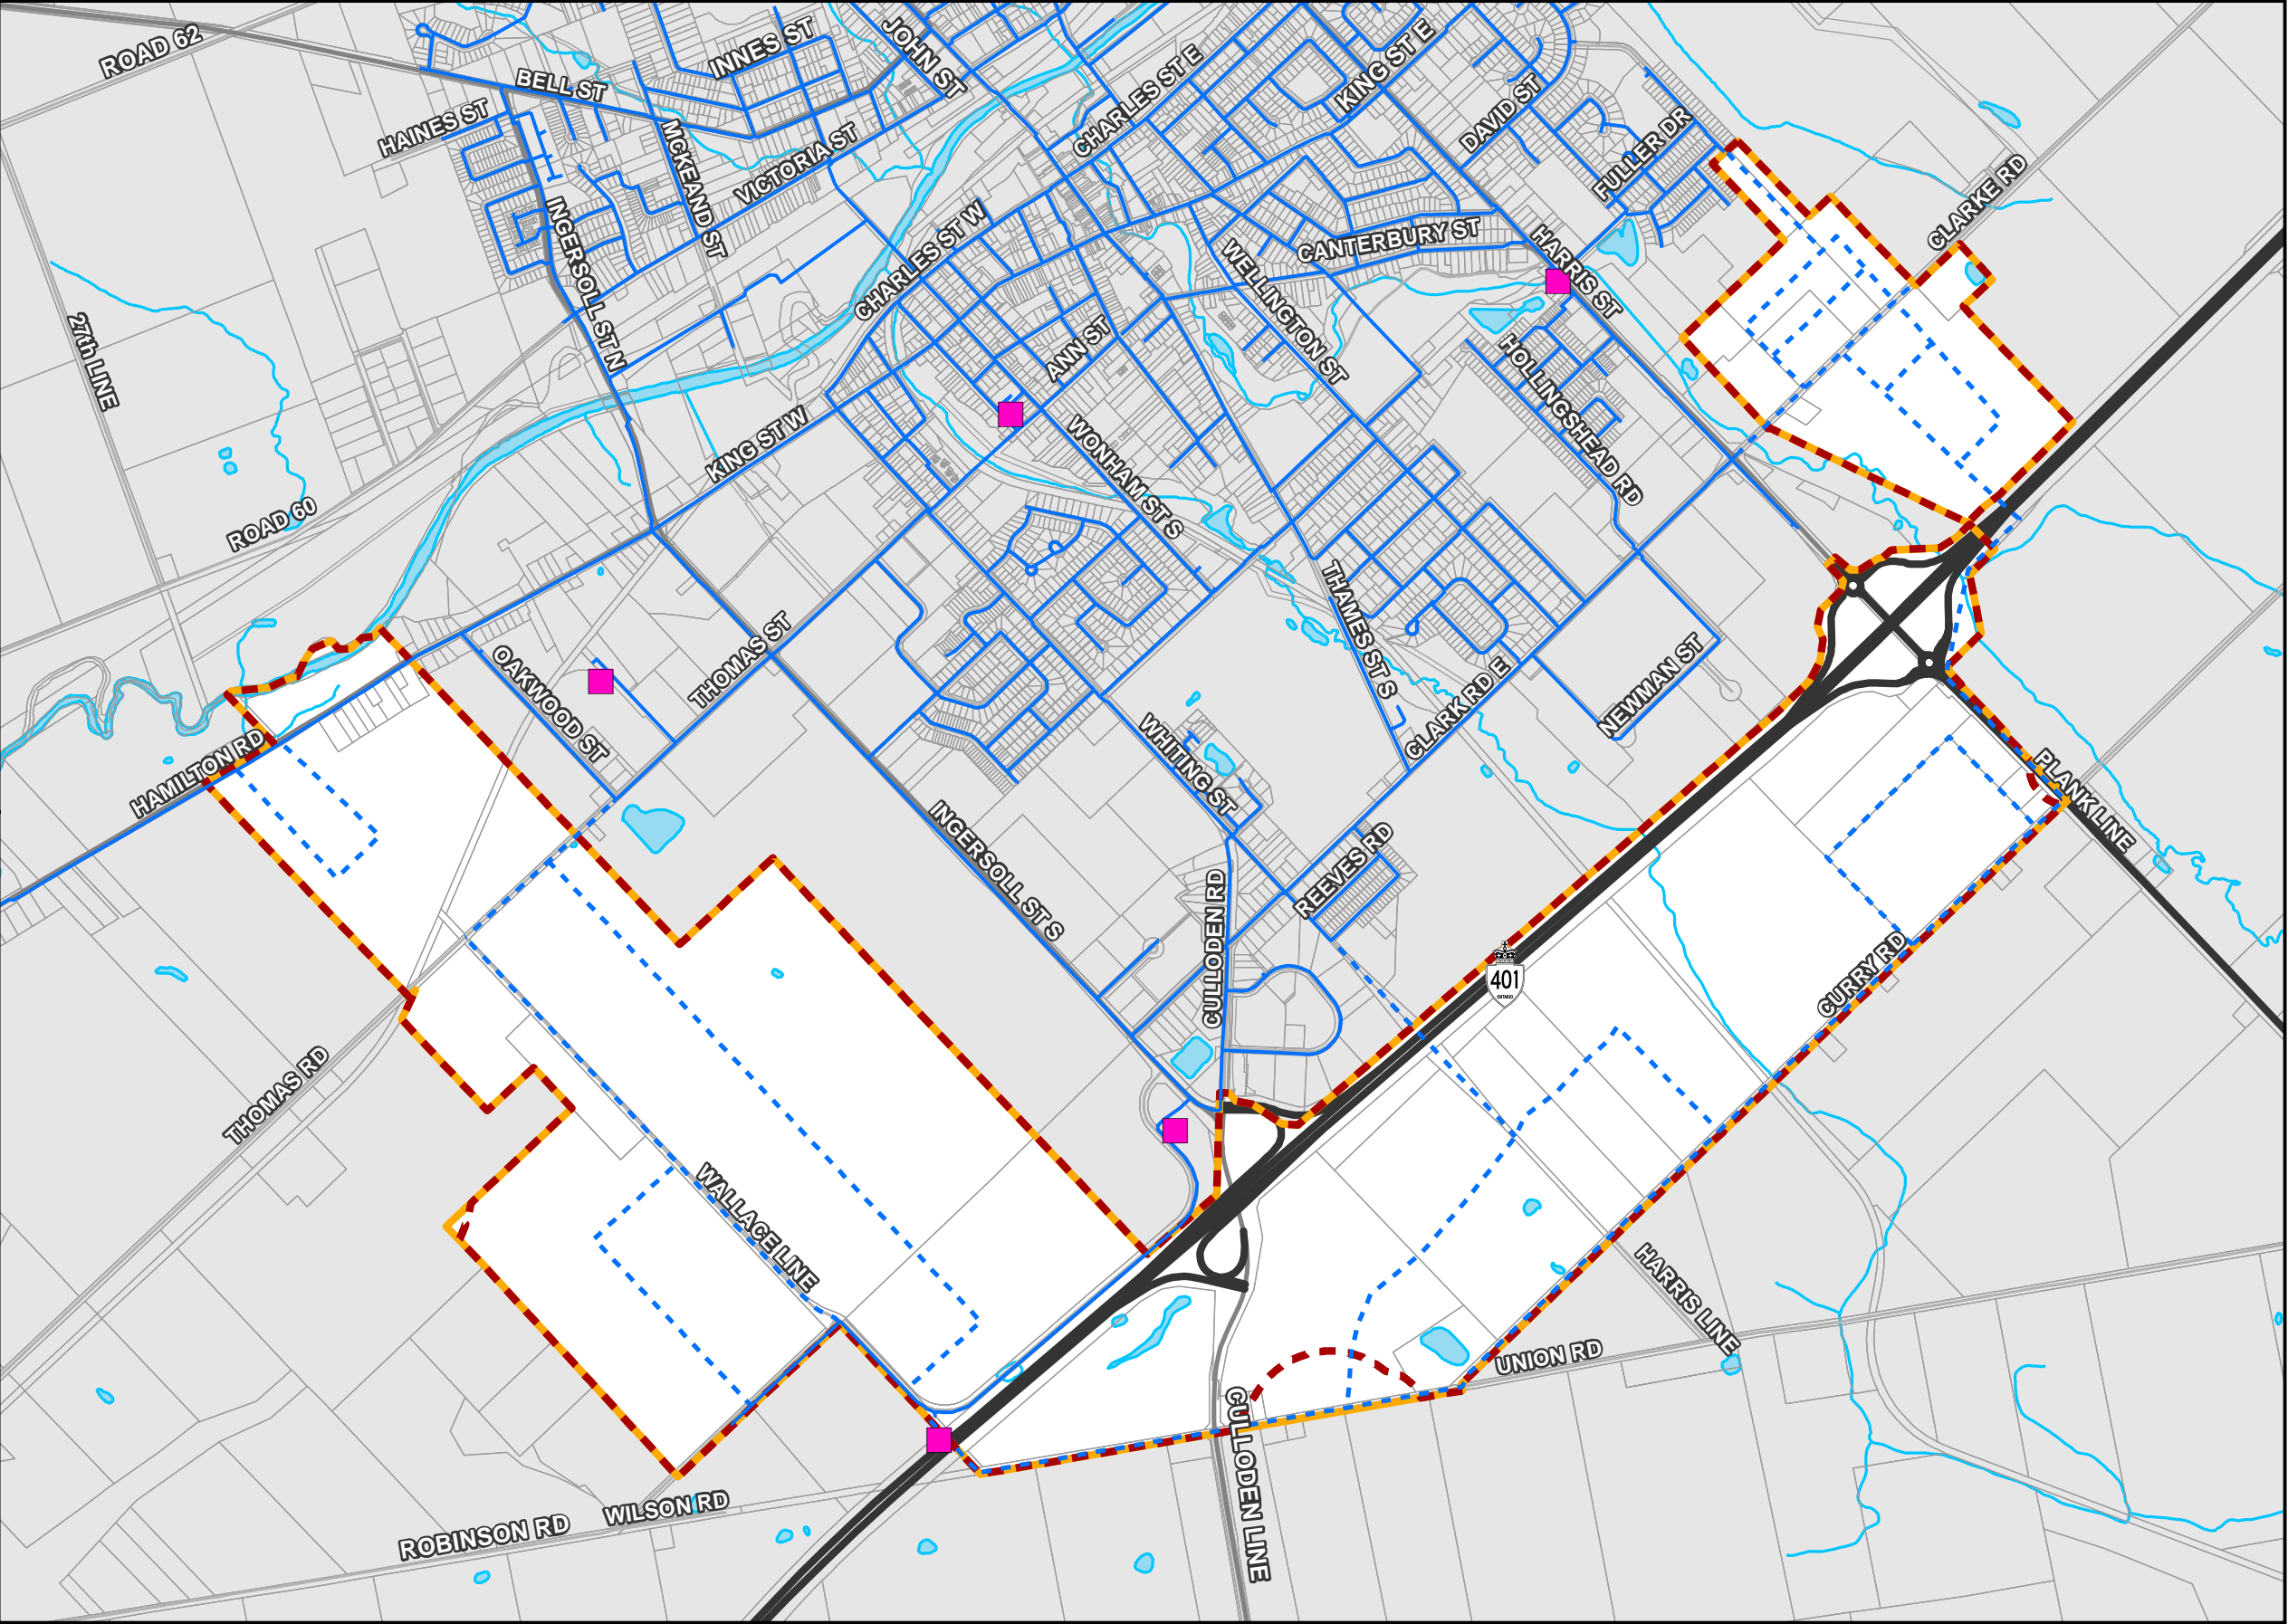 ROAD 62
INNES ST
JOHN ST
BELL ST
HAINES ST
MCKEAND ST
VICTORIA ST
CHARLES ST E
KING ST E
DAVID ST
FULLER DR
CLARKE RD
INGERSOLL ST N
CHARLES ST W
WELLINGTON ST
CANTERBURY ST
HARRIS ST
27th LINE
ANN ST
HOLLINGSHEAD RD
KING ST W
WONHAM ST S
ROAD 60
THAMES ST S
OAKWOOD ST
THOMAS ST
NEWMAN ST
CLARK RD E
HAMILTON RD
WHITING ST
PLANK LINE
INGERSOLL ST S
REEVES RD
CULLODEN RD
401
ONTARIO
CURRY RD
THOMAS RD
WALLACE LINE
HARRIS LINE
UNION RD
CULLODEN LINE
WILSON RD
ROBINSON RD